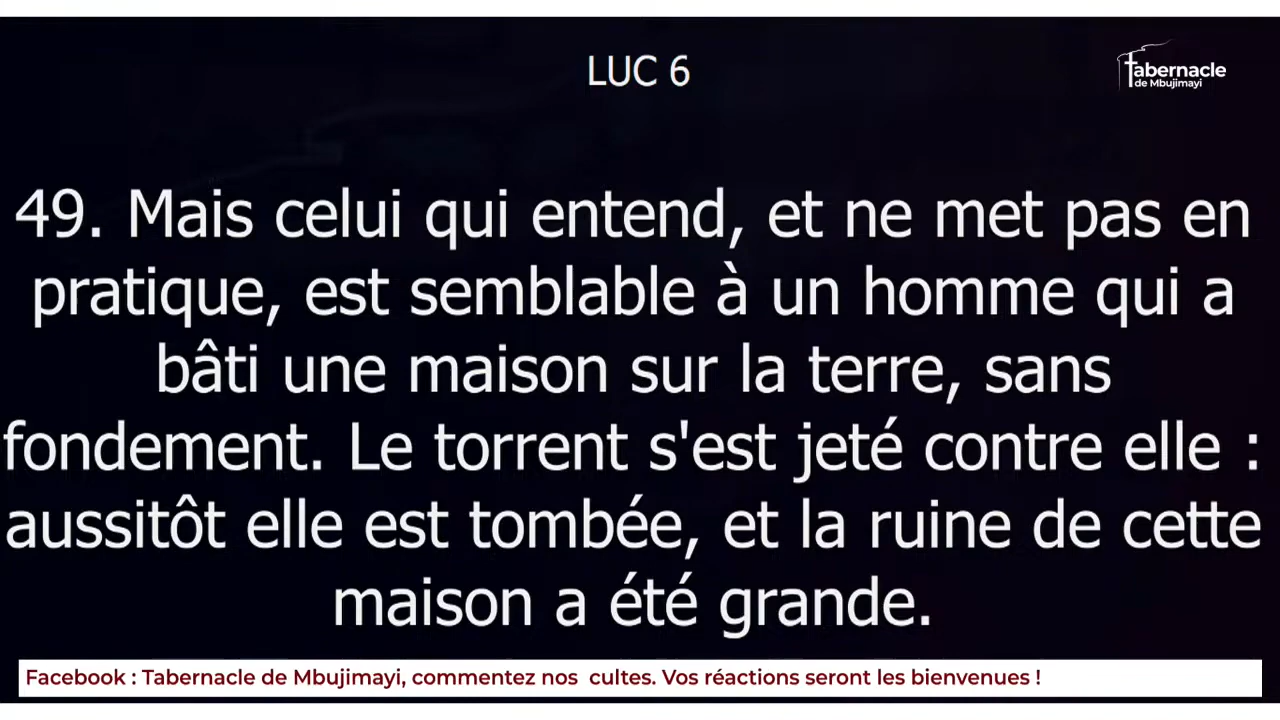 LUC 6
Tabernacle
de Mbujimayi
49. Mais celui qui entend, et ne met pas en
pratique, est semblable à un homme qui a
bâti une maison sur la terre, sans
fondement. Le torrent s'est jeté contre elle :
aussitôt elle est tombée, et la ruine de cette
maison a été grande.
Facebook : Tabernacle de Mbujimayi, commentez nos  cultes. Vos réactions seront les bienvenues !